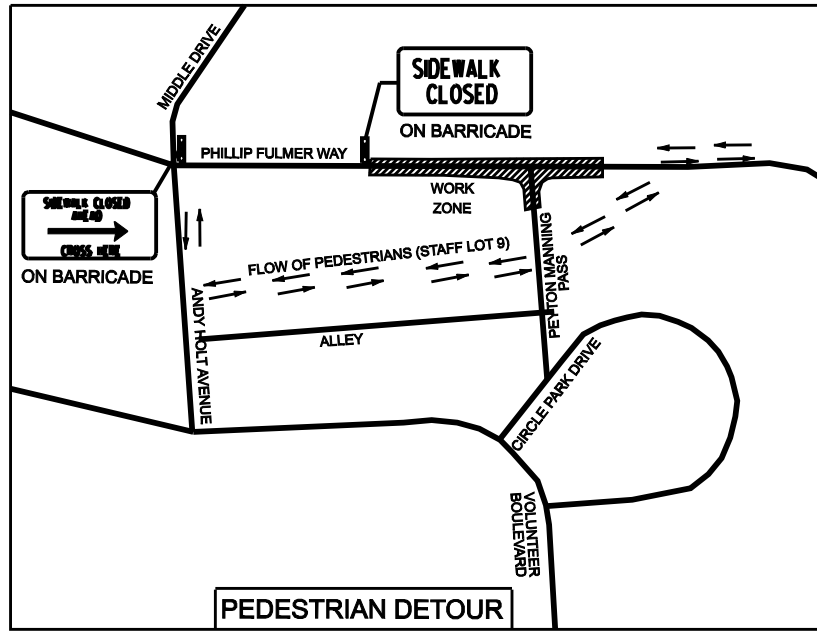 MIDDLE DRIVE
SIDEWALK
CLOSED
ON BARRICADE
PHILLIP FULMER WAY
WORK
ZONE
SIDEWALK CLOSED
AHEAD
CROSS HERE
ON BARRICADE
FLOW OF PEDESTRIANS (STAFF LOT 9)
PEYTON MANNING
PASS
ANDY HOLT AVENUE
ALLEY
CIRCLE PARK DRIVE
VOLUNTEER
BOULEVARD
PEDESTRIAN DETOUR